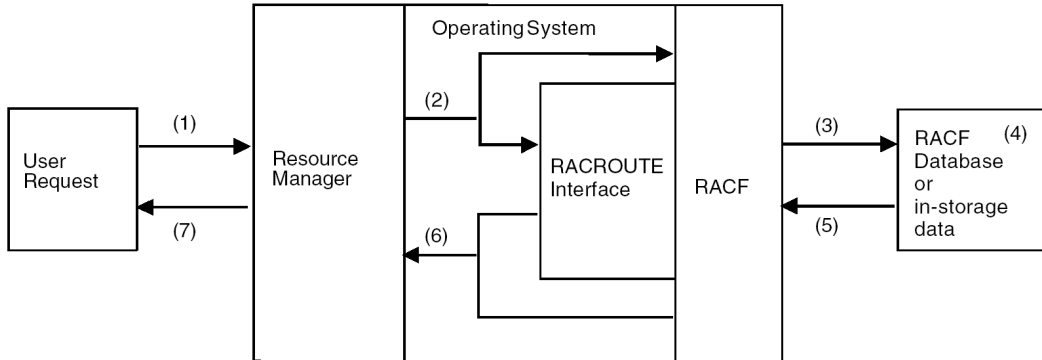 Operating System
(1)
(2)
(3)
(4)
User
Request
Resource
Manager
RACROUTE
Interface
RACF
RACF
Database
or
in-storage
data
(7)
(6)
(5)